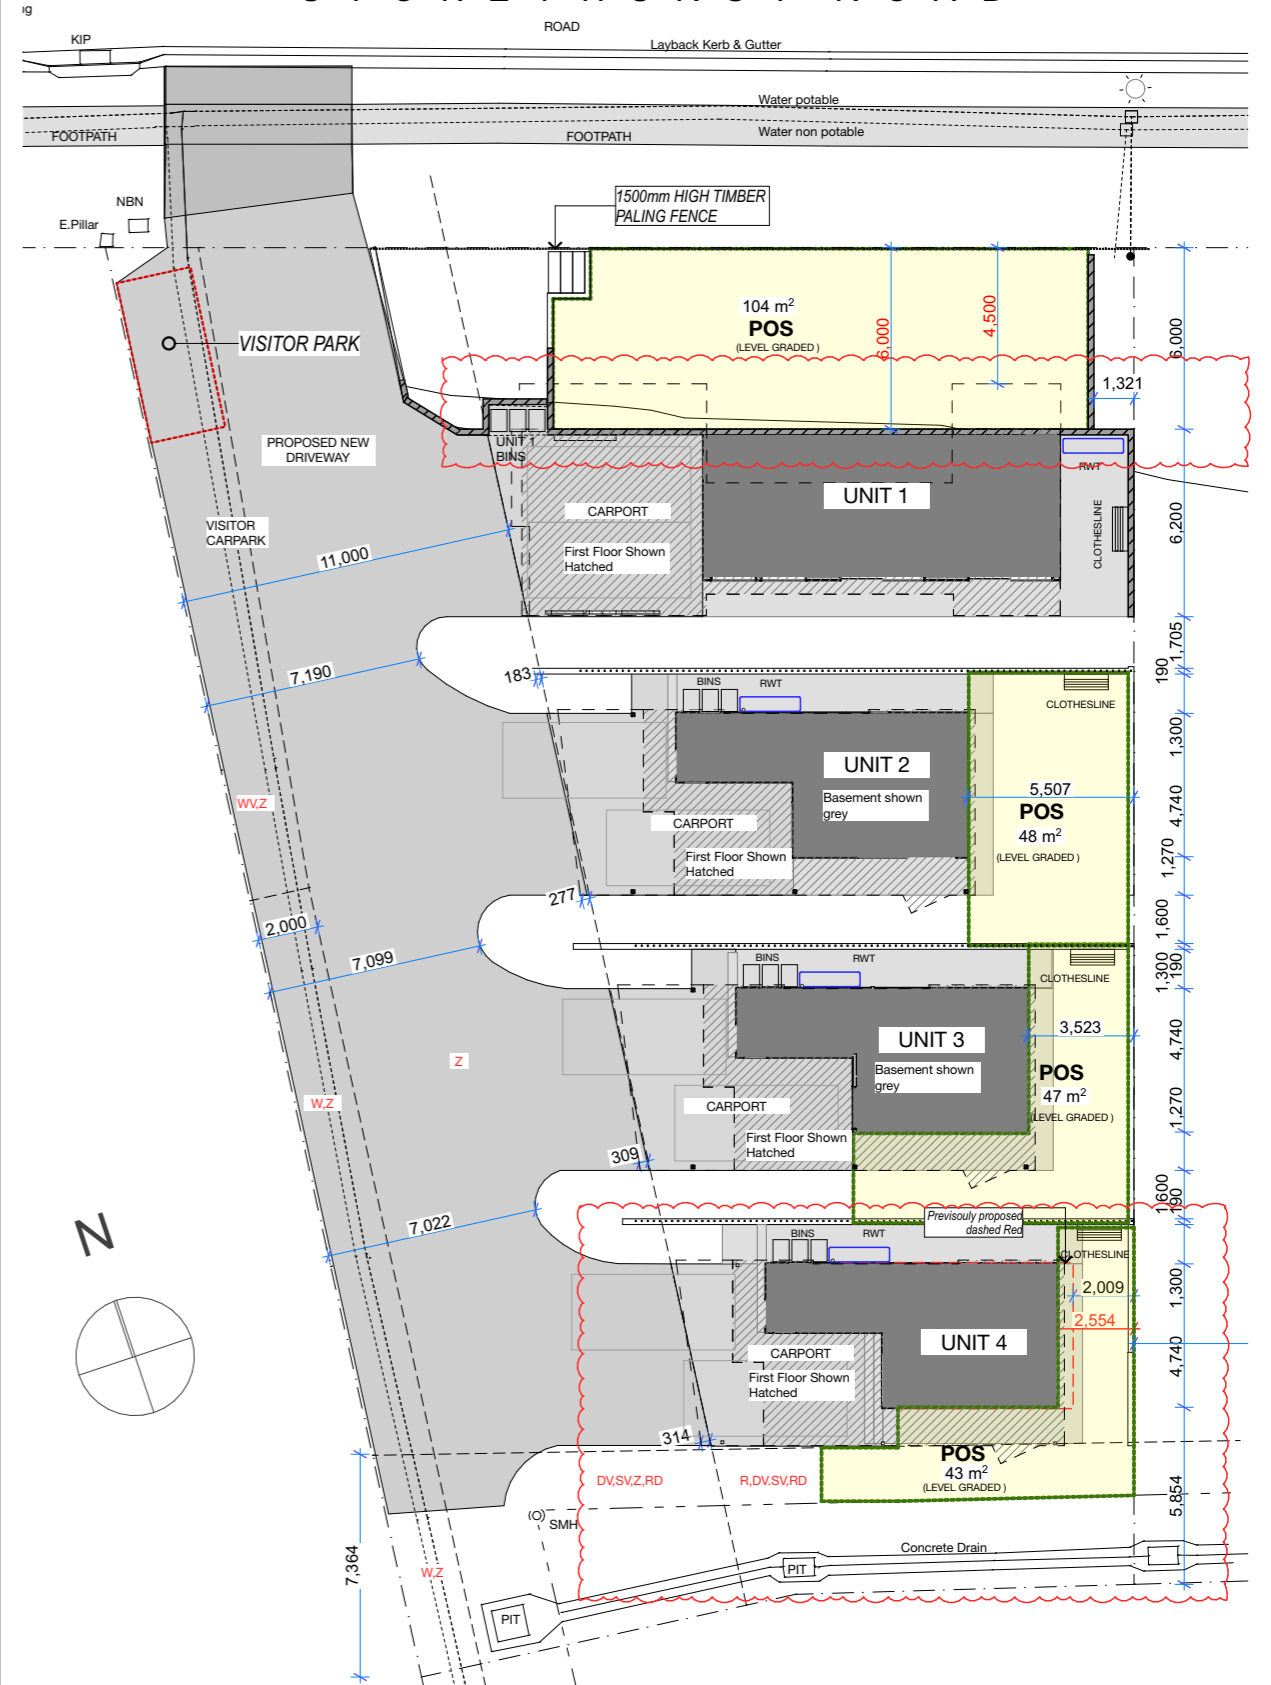 ROAD
KIP
Layback Kerb & Gutter
Water potable
FOOTPATH
FOOTPATH
Water non potable
NBN
E.Pillar
1500mm HIGH TIMBER
PALING FENCE
104 m²
POS
(LEVEL GRADED )
6,000
4,500
6,000
VISITOR PARK
1,321
PROPOSED NEW
DRIVEWAY
UNIT 1
BINS
RWT
UNIT 1
CARPORT
VISITOR
CARPARK
First Floor Shown
Hatched
CLOTHESLINE
6,200
11,000
1,705
7,190
183
190
BINS
RWT
CLOTHESLINE
1,300
UNIT 2
Basement shown
grey
5,507
POS
48 m²
(LEVEL GRADED )
4,740
WV,Z
CARPORT
First Floor Shown
Hatched
1,270
277
2,000
1,600
7,099
BINS
RWT
190
1,300
CLOTHESLINE
UNIT 3
3,523
4,740
Z
Basement shown
grey
POS
47 m²
(LEVEL GRADED )
W,Z
CARPORT
1,270
First Floor Shown
Hatched
309
1,600
190
N
7,022
Previsouly proposed
dashed Red
BINS
RWT
CLOTHESLINE
2,009
1,300
2,554
UNIT 4
CARPORT
4,740
First Floor Shown
Hatched
314
POS
43 m²
(LEVEL GRADED )
DV,SV,Z,RD
R,DV.SV,RD
5,854
SMH
7,364
Concrete Drain
W,Z
PIT
PIT